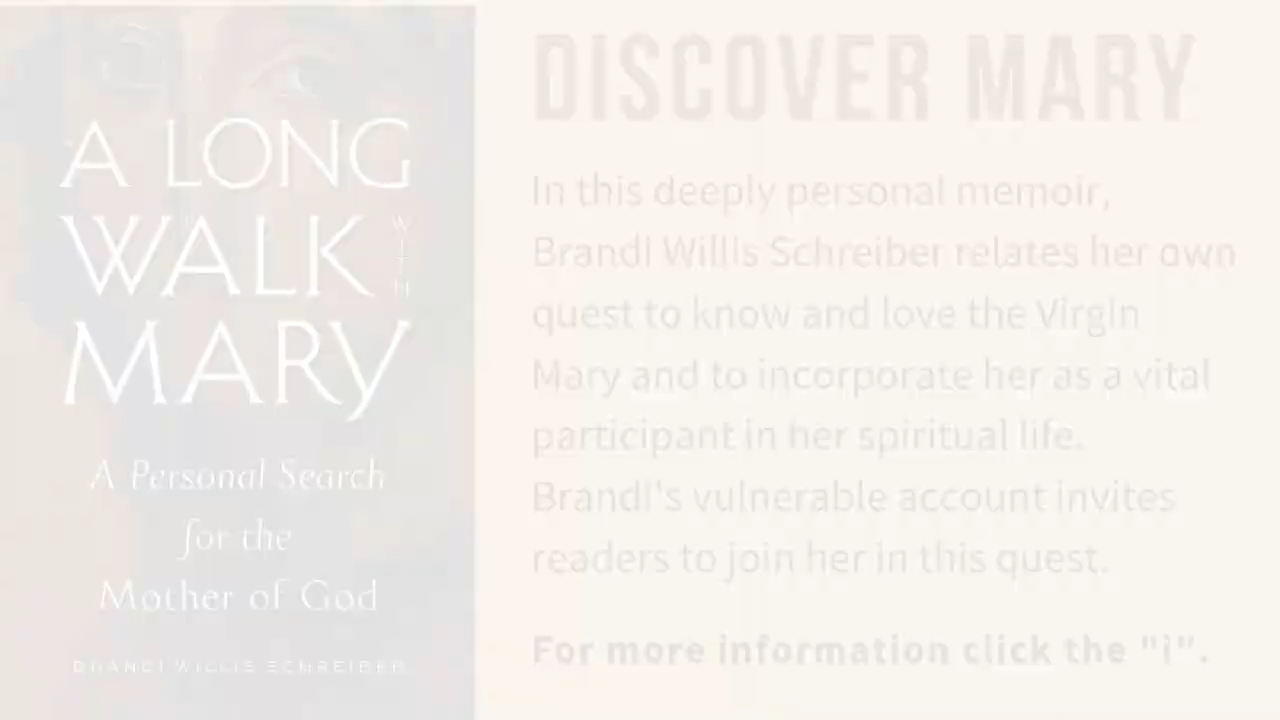 A LONG
WALK WITH
MARY
A Personal Search
for the
Mother of God
BRANDI WILLIS SCHREIBER
DISCOVER MARY
In this deeply personal memoir,
Brandi Willis Schreiber relates her own
quest to know and love the Virgin
Mary and to incorporate her as a vital
participant in her spiritual life.
Brandi's vulnerable account invites
readers to join her in this quest.
For more information click the "i".